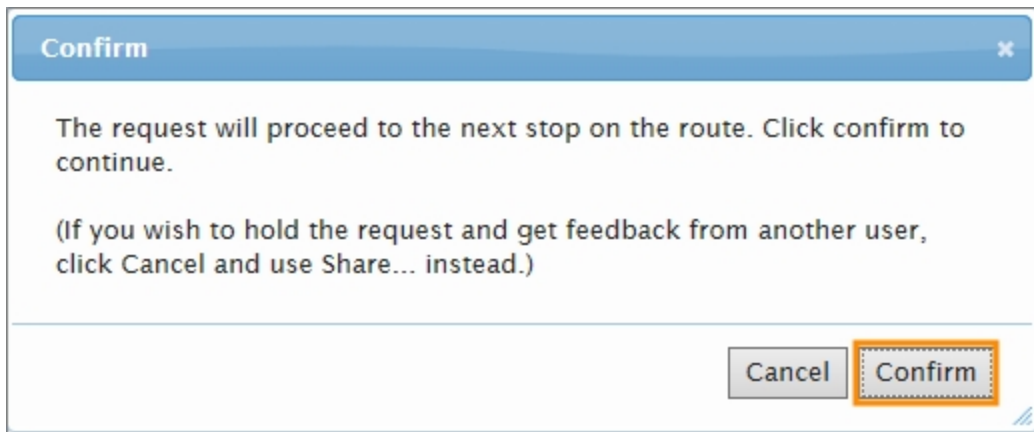 Confirm
The request will proceed to the next stop on the route. Click confirm to
continue.
(If you wish to hold the request and get feedback from another user,
click Cancel and use Share... instead.)
Cancel Confirm